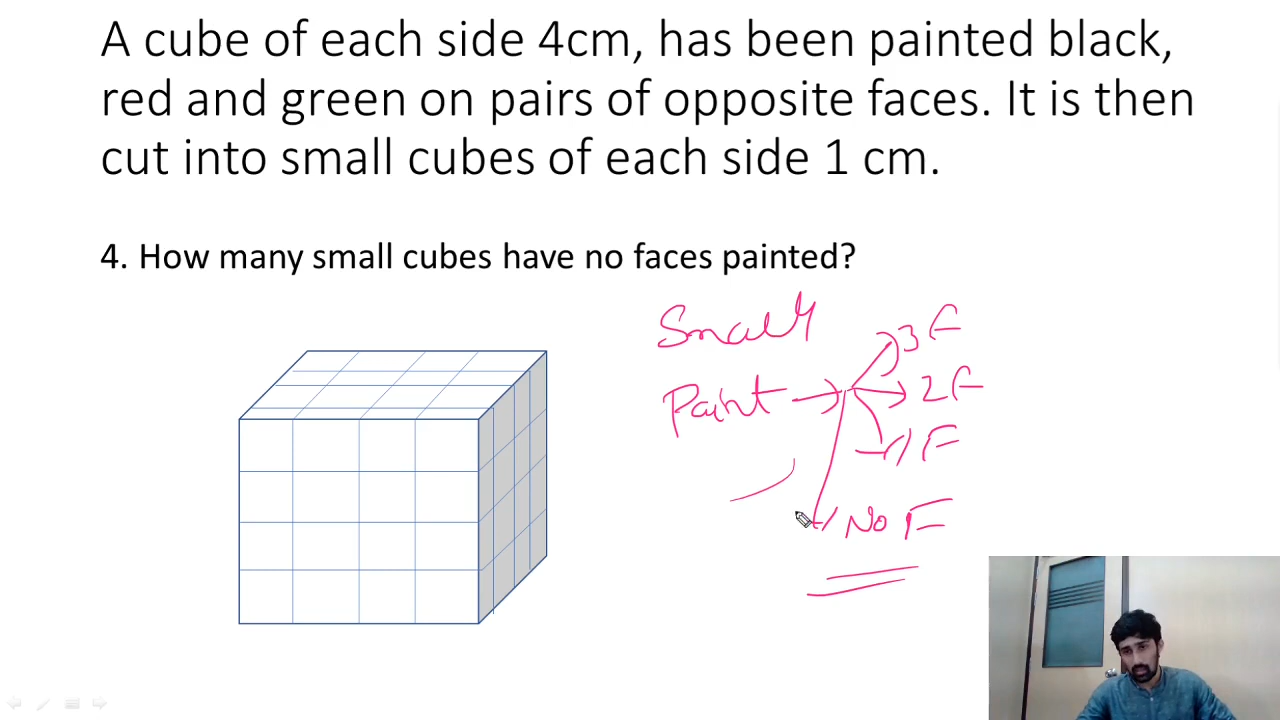 A cube of each side 4cm, has been painted black,
red and green on pairs of opposite faces. It is then
cut into small cubes of each side 1 cm.
4. How many small cubes have no faces painted?
Small
Paint
3F
2F
1F
No F